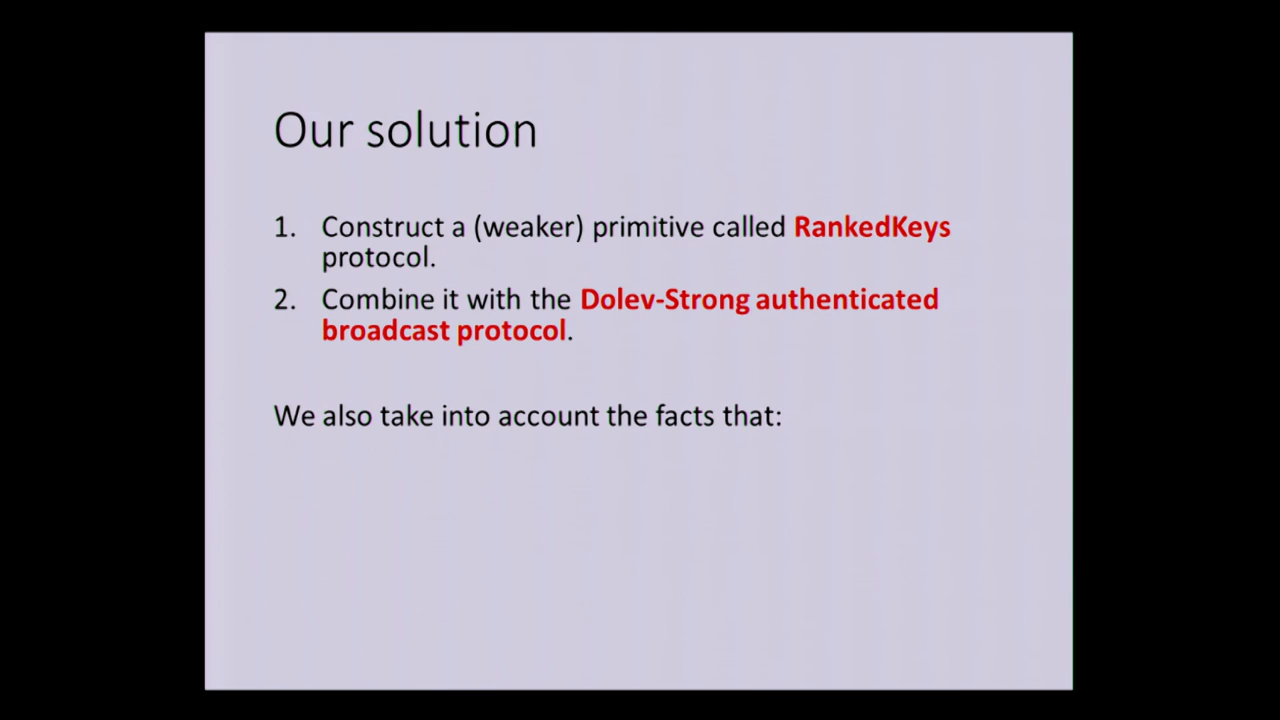 Our solution
1. Construct a (weaker) primitive called RankedKeys
protocol.
2. Combine it with the Dolev-Strong authenticated
broadcast protocol.
We also take into account the facts that: